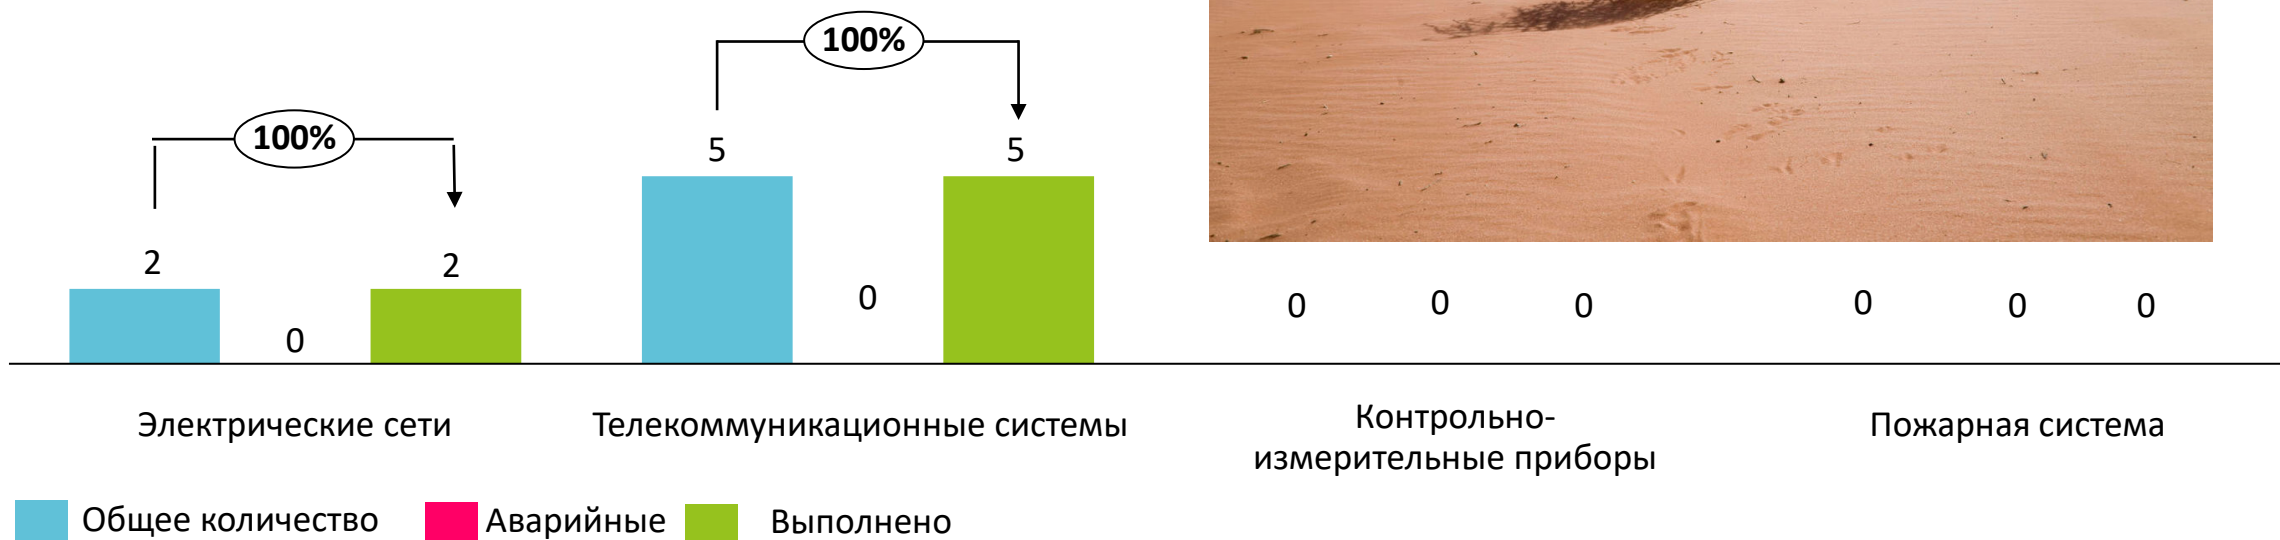 100%
100%
5
5
2
2
0
0
0
0
0
0
0
0
Электрические сети
Телекоммуникационные системы
Контрольно-
измерительные приборы
Пожарная система
Общее количество
Аварийные
Выполнено